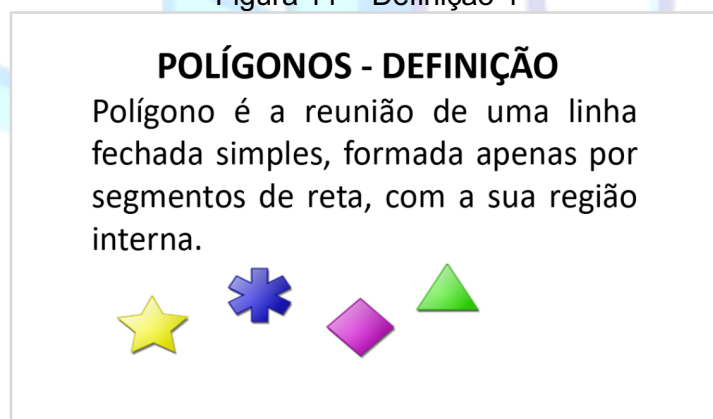 POLÍGONOS - DEFINIÇÃO
Polígono é a reunião de uma linha
fechada simples, formada apenas por
segmentos de reta, com a sua região
interna.